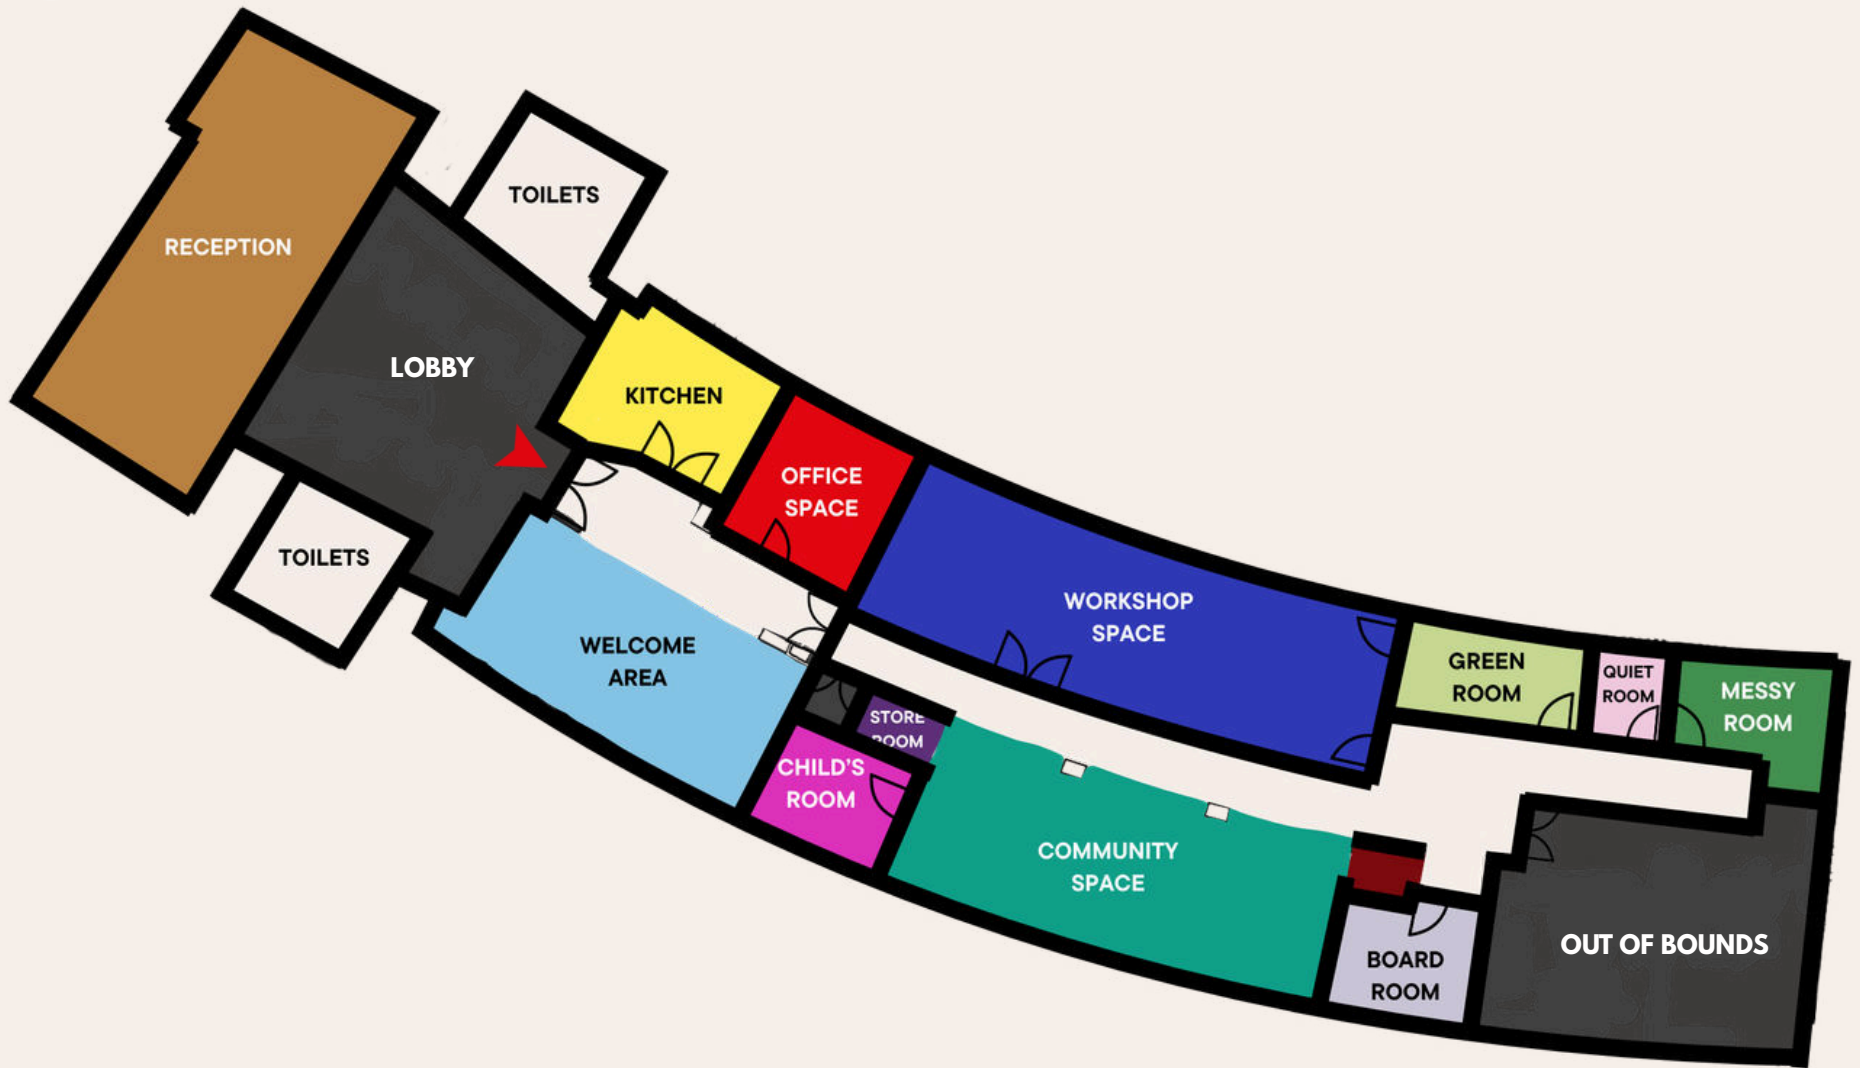 TOILETS
RECEPTION
LOBBY
KITCHEN
OFFICE
SPACE
TOILETS
WORKSHOP
SPACE
WELCOME
AREA
GREEN
ROOM
QUIET
ROOM
MESSY
ROOM
STORE
ROOM
CHILD'S
ROOM
COMMUNITY
SPACE
BOARD
ROOM
OUT OF BOUNDS